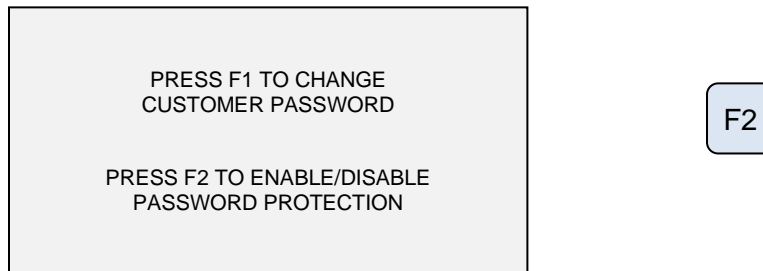 PRESS F1 TO CHANGE
CUSTOMER PASSWORD
PRESS F2 TO ENABLE/DISABLE
PASSWORD PROTECTION
F2